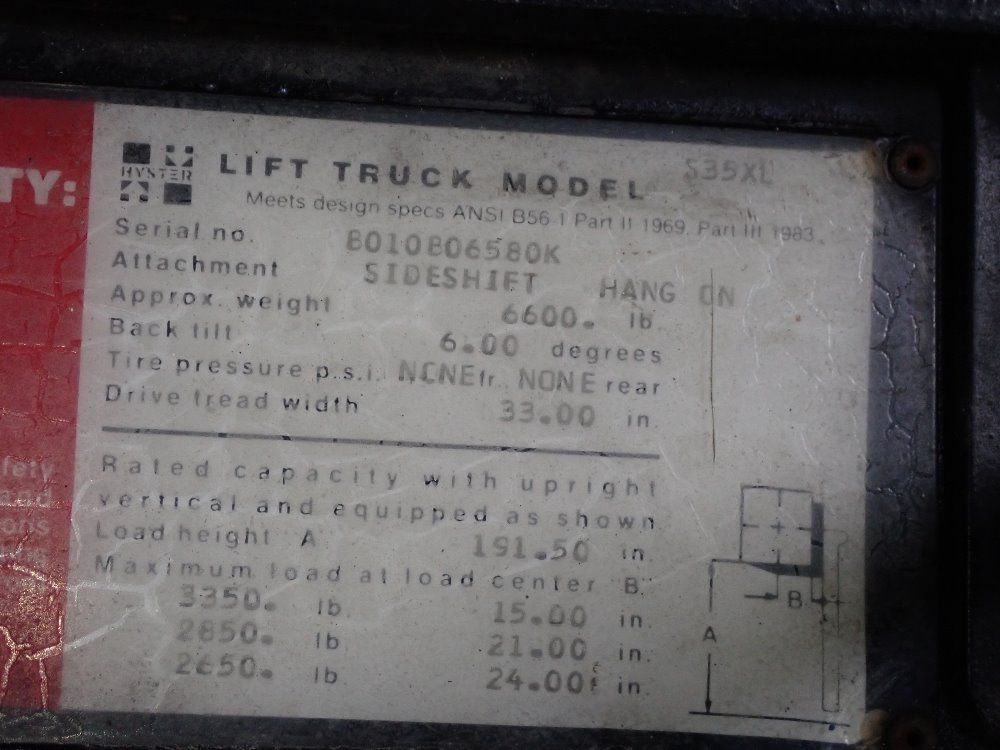 TY:
HYSTER
LIFT TRUCK MODEL S35XL
Meets design specs ANSI B56.1 Part II 1969. Part III 1983.
Serial no. B010B06580K
Attachment SIDESHIFT HANG ON
Approx. weight 6600. lb.
Back tilt 6.00 degrees
Tire pressure p.s.i. NONE fr. NONE rear
Drive tread width 33.00 in.
Rated capacity with upright
vertical and equipped as shown.
Load height "A" 191.50 in.
Maximum load at load center "B"
3350. lb. 15.00 in.
2850. lb. 21.00 in.
2650. lb. 24.00 in.
B
A
fety
and
ons